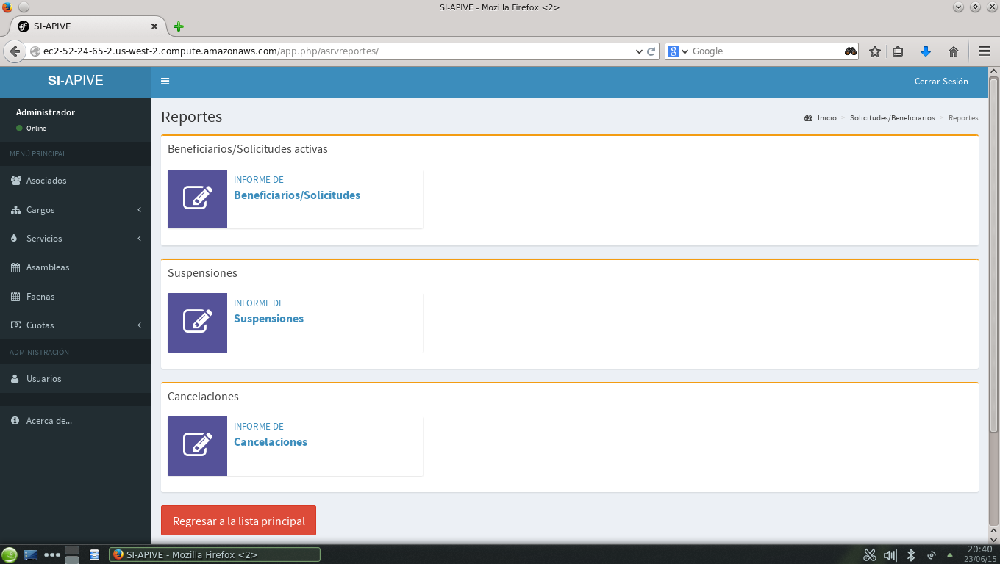 SI-APIVE - Mozilla Firefox <2>
SI-APIVE
ec2-52-24-65-2.us-west-2.compute.amazonaws.com/app.php/asrvreportes/
Google
SI-APIVE
Cerrar Sesión
Administrador
Online
MENÚ PRINCIPAL
Asociados
Cargos
Servicios
Asambleas
Faenas
Cuotas
ADMINISTRACIÓN
Usuarios
Acerca de...
Reportes
Inicio > Solicitudes/Beneficiarios > Reportes
Beneficiarios/Solicitudes activas
INFORME DE
Beneficiarios/Solicitudes
Suspensiones
INFORME DE
Suspensiones
Cancelaciones
INFORME DE
Cancelaciones
Regresar a la lista principal
SI-APIVE - Mozilla Firefox <2>
20:40
23/06/15